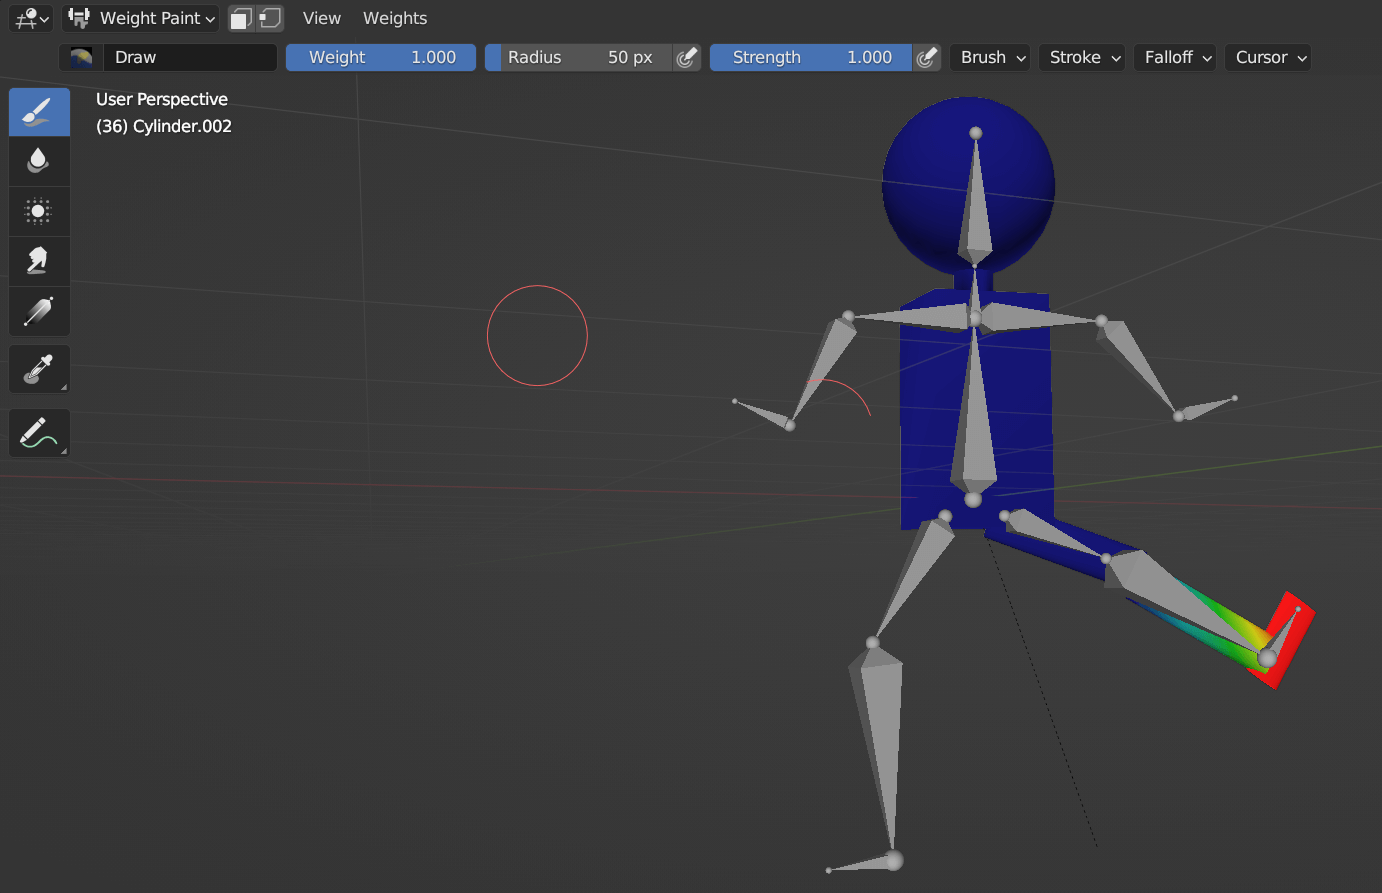 Weight Paint View Weights
Draw Weight 1.000 Radius 50 px Strength 1.000 Brush Stroke Falloff Cursor
User Perspective
(36) Cylinder.002